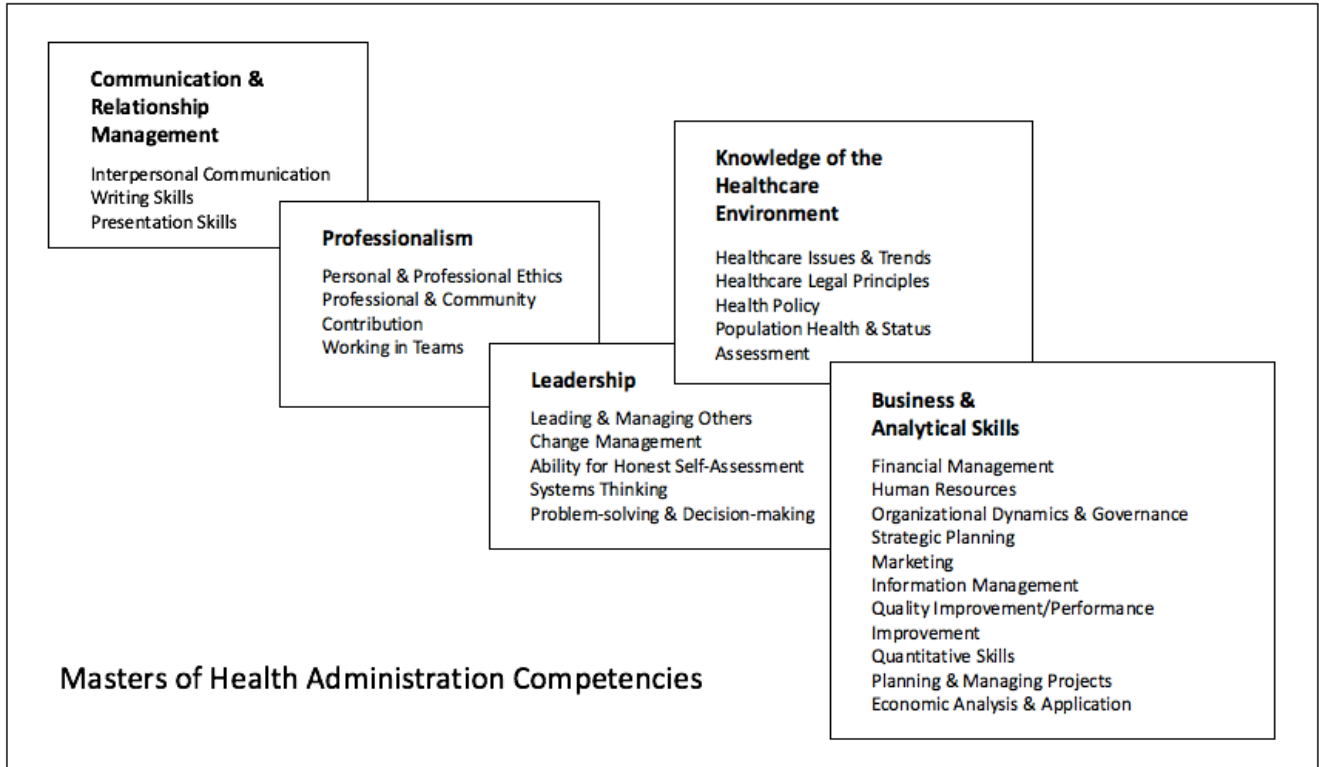 Communication &
Relationship
Management
Interpersonal Communication
Writing Skills
Presentation Skills
Professionalism
Personal & Professional Ethics
Professional & Community
Contribution
Working in Teams
Leadership
Leading & Managing Others
Change Management
Ability for Honest Self-Assessment
Systems Thinking
Problem-solving & Decision-making
Knowledge of the
Healthcare
Environment
Healthcare Issues & Trends
Healthcare Legal Principles
Health Policy
Population Health & Status
Assessment
Business &
Analytical Skills
Financial Management
Human Resources
Organizational Dynamics & Governance
Strategic Planning
Marketing
Information Management
Quality Improvement/Performance
Improvement
Quantitative Skills
Planning & Managing Projects
Economic Analysis & Application
Masters of Health Administration Competencies